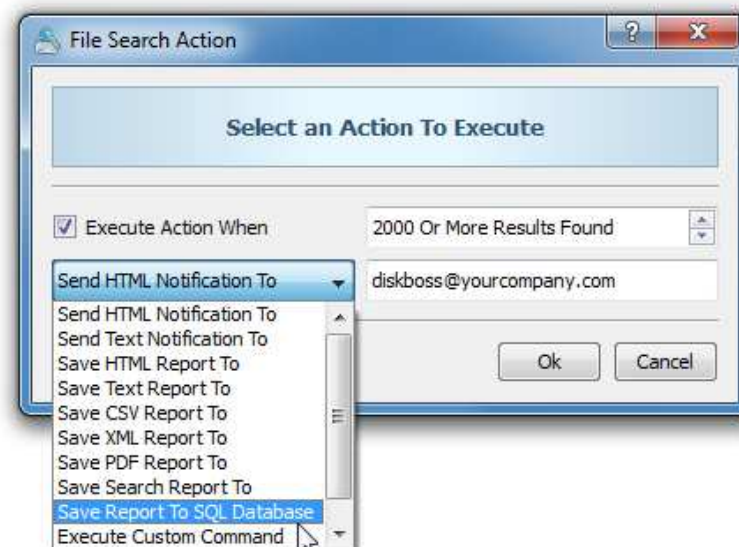 File Search Action
?
Select an Action To Execute
Execute Action When
2000 Or More Results Found
Send HTML Notification To
diskboss@yourcompany.com
Send HTML Notification To
Send Text Notification To
Save HTML Report To
Save Text Report To
Save CSV Report To
Save XML Report To
Save PDF Report To
Save Search Report To
Save Report To SQL Database
Execute Custom Command
Ok
Cancel